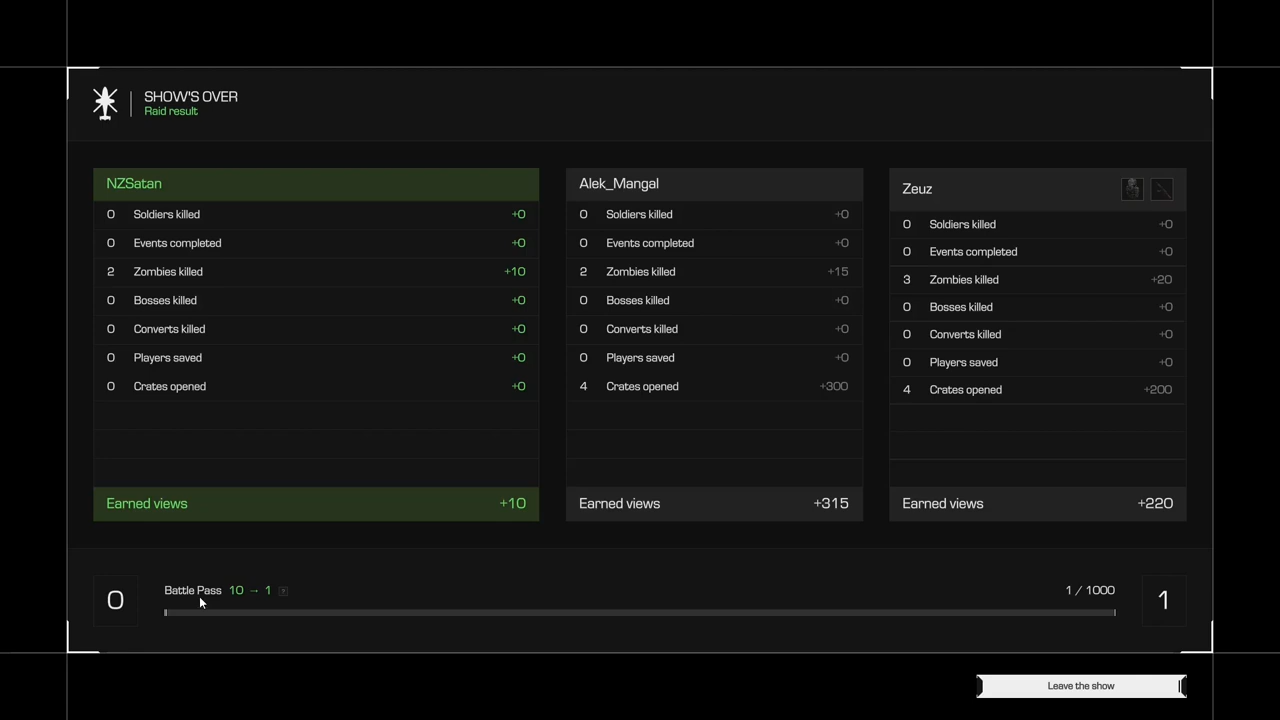 SHOW'S OVER
Raid result
NZSatan
0 Soldiers killed +0
0 Events completed +0
2 Zombies killed +10
0 Bosses killed +0
0 Converts killed +0
0 Players saved +0
0 Crates opened +0
Earned views +10
Alek_Mangal
0 Soldiers killed +0
0 Events completed +0
2 Zombies killed +15
0 Bosses killed +0
0 Converts killed +0
0 Players saved +0
4 Crates opened +300
Earned views +315
Zeuz
0 Soldiers killed +0
0 Events completed +0
3 Zombies killed +20
0 Bosses killed +0
0 Converts killed +0
0 Players saved +0
4 Crates opened +200
Earned views +220
0
Battle Pass 10 → 1 ?
1 / 1000
1
Leave the show